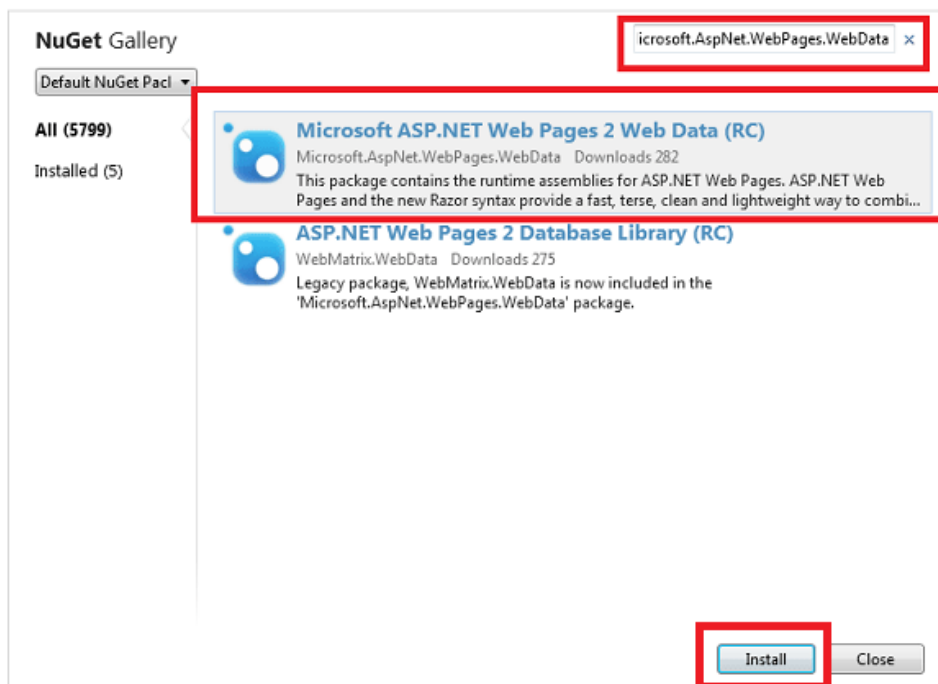 NuGet Gallery
icrosoft.AspNet.WebPages.WebData
Default NuGet Pacl
All (5799)
Installed (5)
Microsoft ASP.NET Web Pages 2 Web Data (RC)
Microsoft.AspNet.WebPages.WebData Downloads 282
This package contains the runtime assemblies for ASP.NET Web Pages. ASP.NET Web
Pages and the new Razor syntax provide a fast, terse, clean and lightweight way to combi...
ASP.NET Web Pages 2 Database Library (RC)
WebMatrix.WebData Downloads 275
Legacy package, WebMatrix.WebData is now included in the
'Microsoft.AspNet.WebPages.WebData' package.
Install
Close